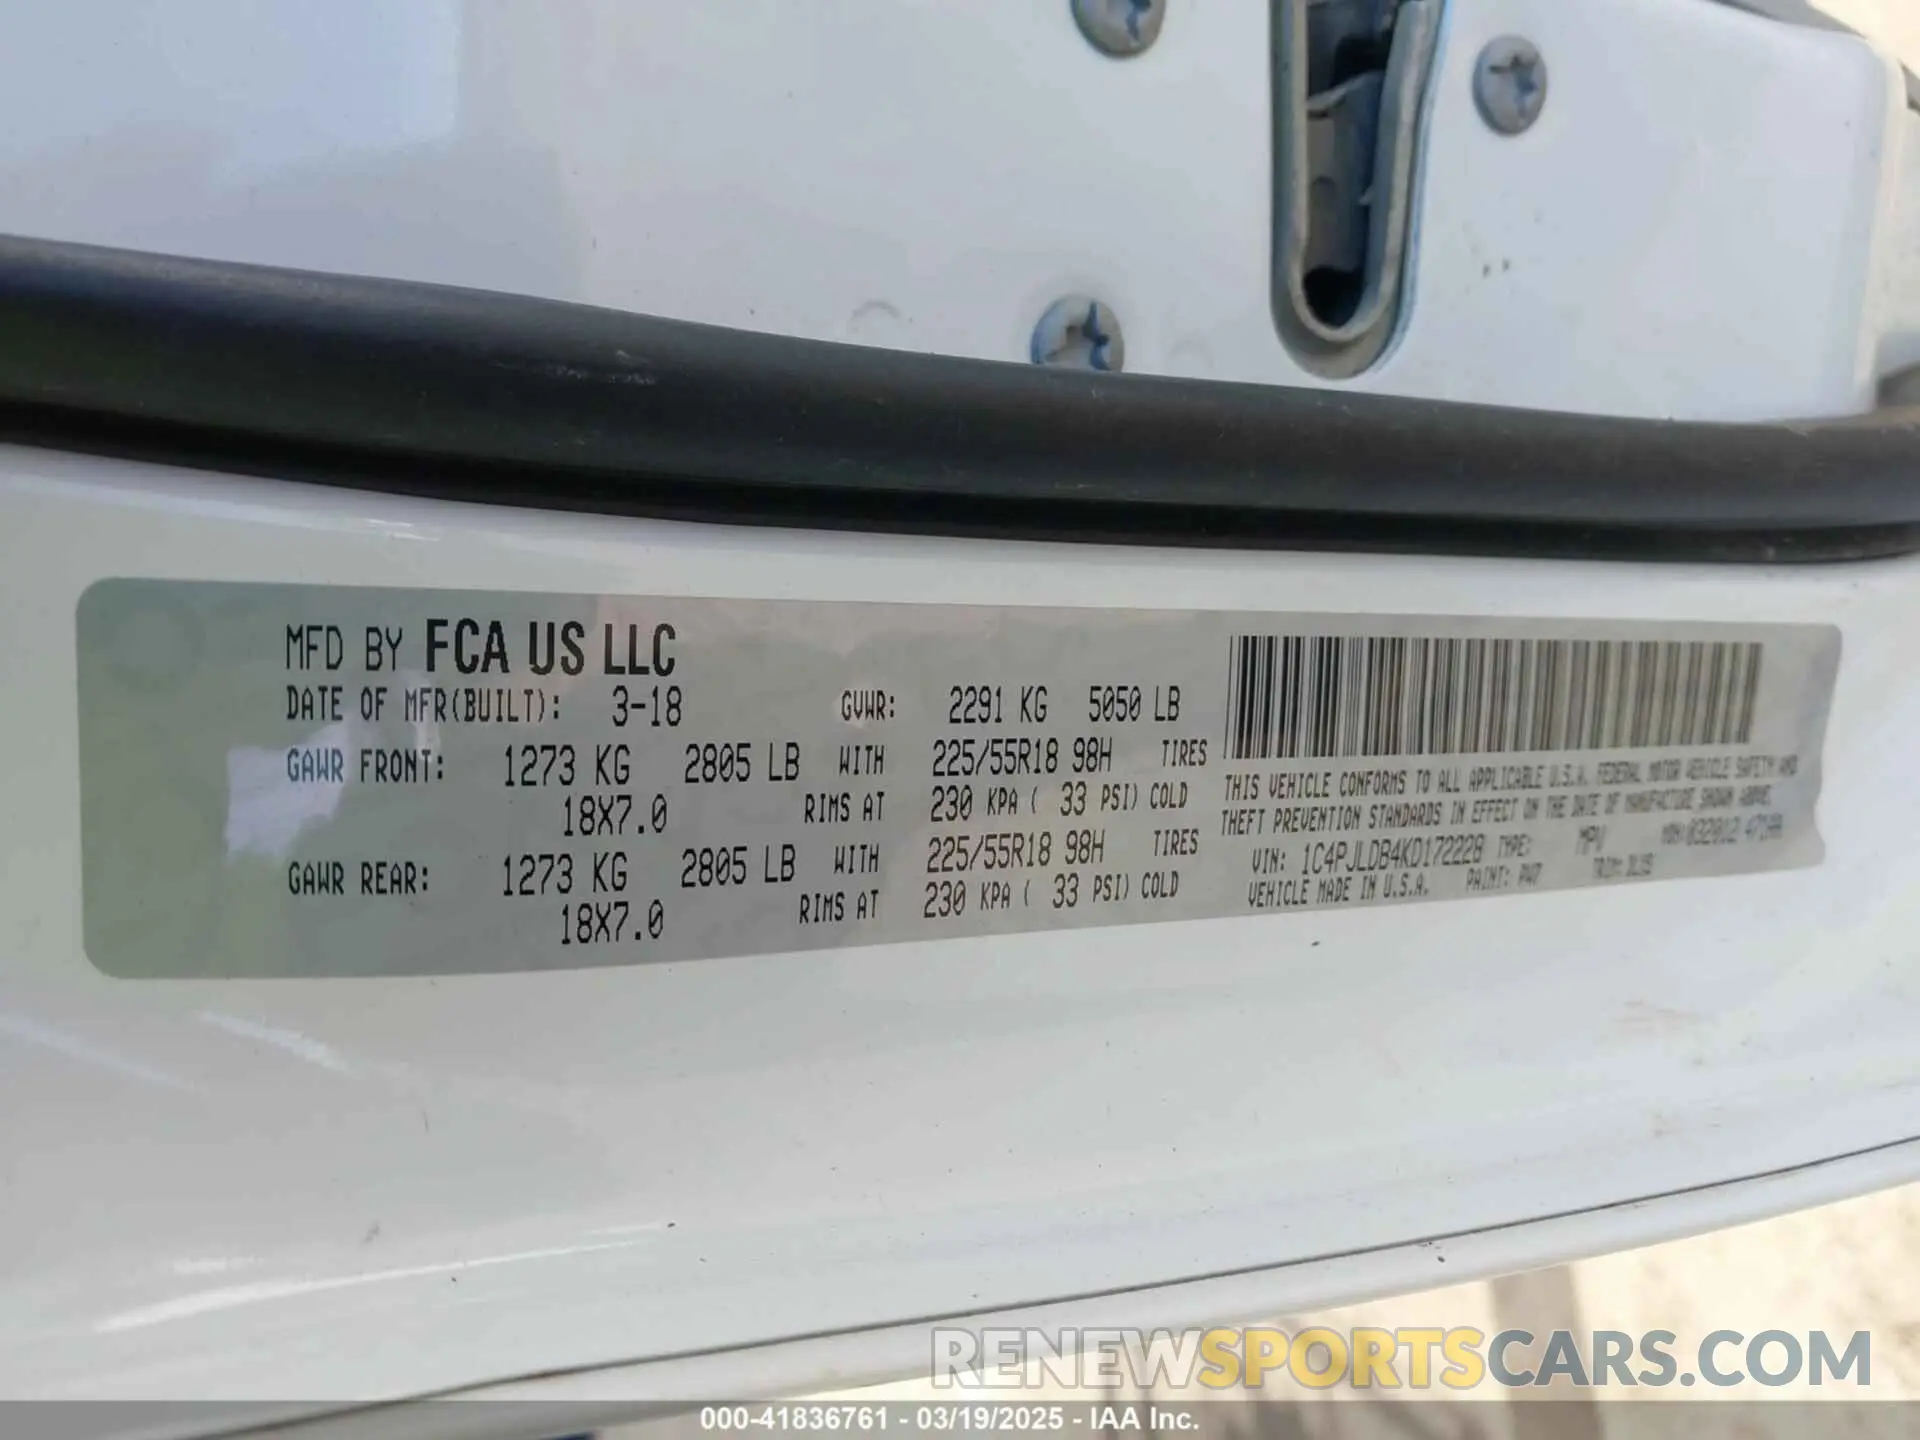 MFD BY FCA US LLC
DATE OF MFR(BUILT): 3-18 GVWR: 2291 KG 5050 LB
GAWR FRONT: 1273 KG 2805 LB WITH 225/55R18 98H TIRES
18X7.0 RIMS AT 230 KPA ( 33 PSI) COLD
GAWR REAR: 1273 KG 2805 LB WITH 225/55R18 98H TIRES
18X7.0 RIMS AT 230 KPA ( 33 PSI) COLD
THIS VEHICLE CONFORMS TO ALL APPLICABLE U.S.A. FEDERAL MOTOR VEHICLE SAFETY AND
THEFT PREVENTION STANDARDS IN EFFECT ON THE DATE OF MANUFACTURE SHOWN ABOVE.
VIN: 1C4PJLDB4KD172228 TYPE: MPV MDH:032012 471AA
VEHICLE MADE IN U.S.A. PAINT: PW7 TRIM:
RENEWSPORTSCARS.COM
000-41836761 - 03/19/2025 - IAA Inc.